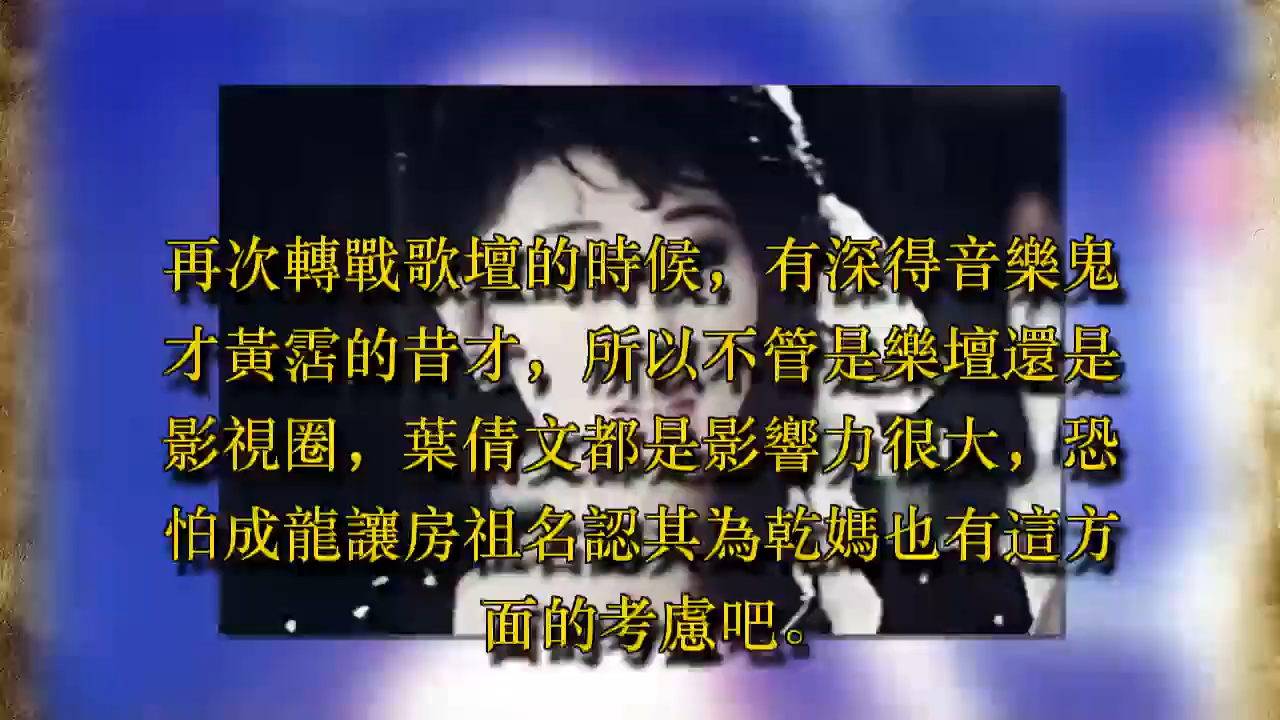 再次轉戰歌壇的時候，有深得音樂鬼
才黃霑的昔才，所以不管是樂壇還是
影視圈，葉倩文都是影響力很大，恐
怕成龍讓房祖名認其為乾媽也有這方
面的考慮吧。